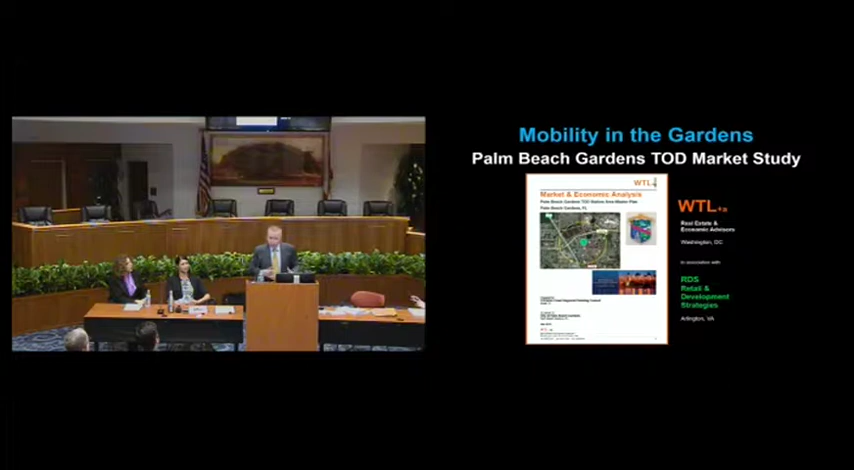 Mobility in the Gardens
Palm Beach Gardens TOD Market Study
WTL+a
Market & Economic Analysis
Palm Beach Gardens TOD Station Area Master Plan
Palm Beach Gardens, FL
WTL+a
Real Estate &
Economic Advisors
Washington, DC
in association with
RDS
Retail &
Development
Strategies
Arlington, VA